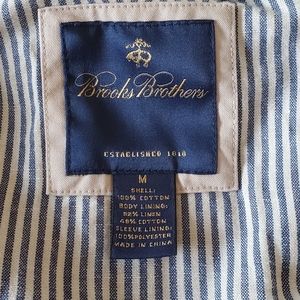 Brooks Brothers
ESTABLISHED 1818
M
SHELL:
100% COTTON
BODY LINING:
52% LINEN
48% COTTON
SLEEVE LINING:
100% POLYESTER
MADE IN CHINA